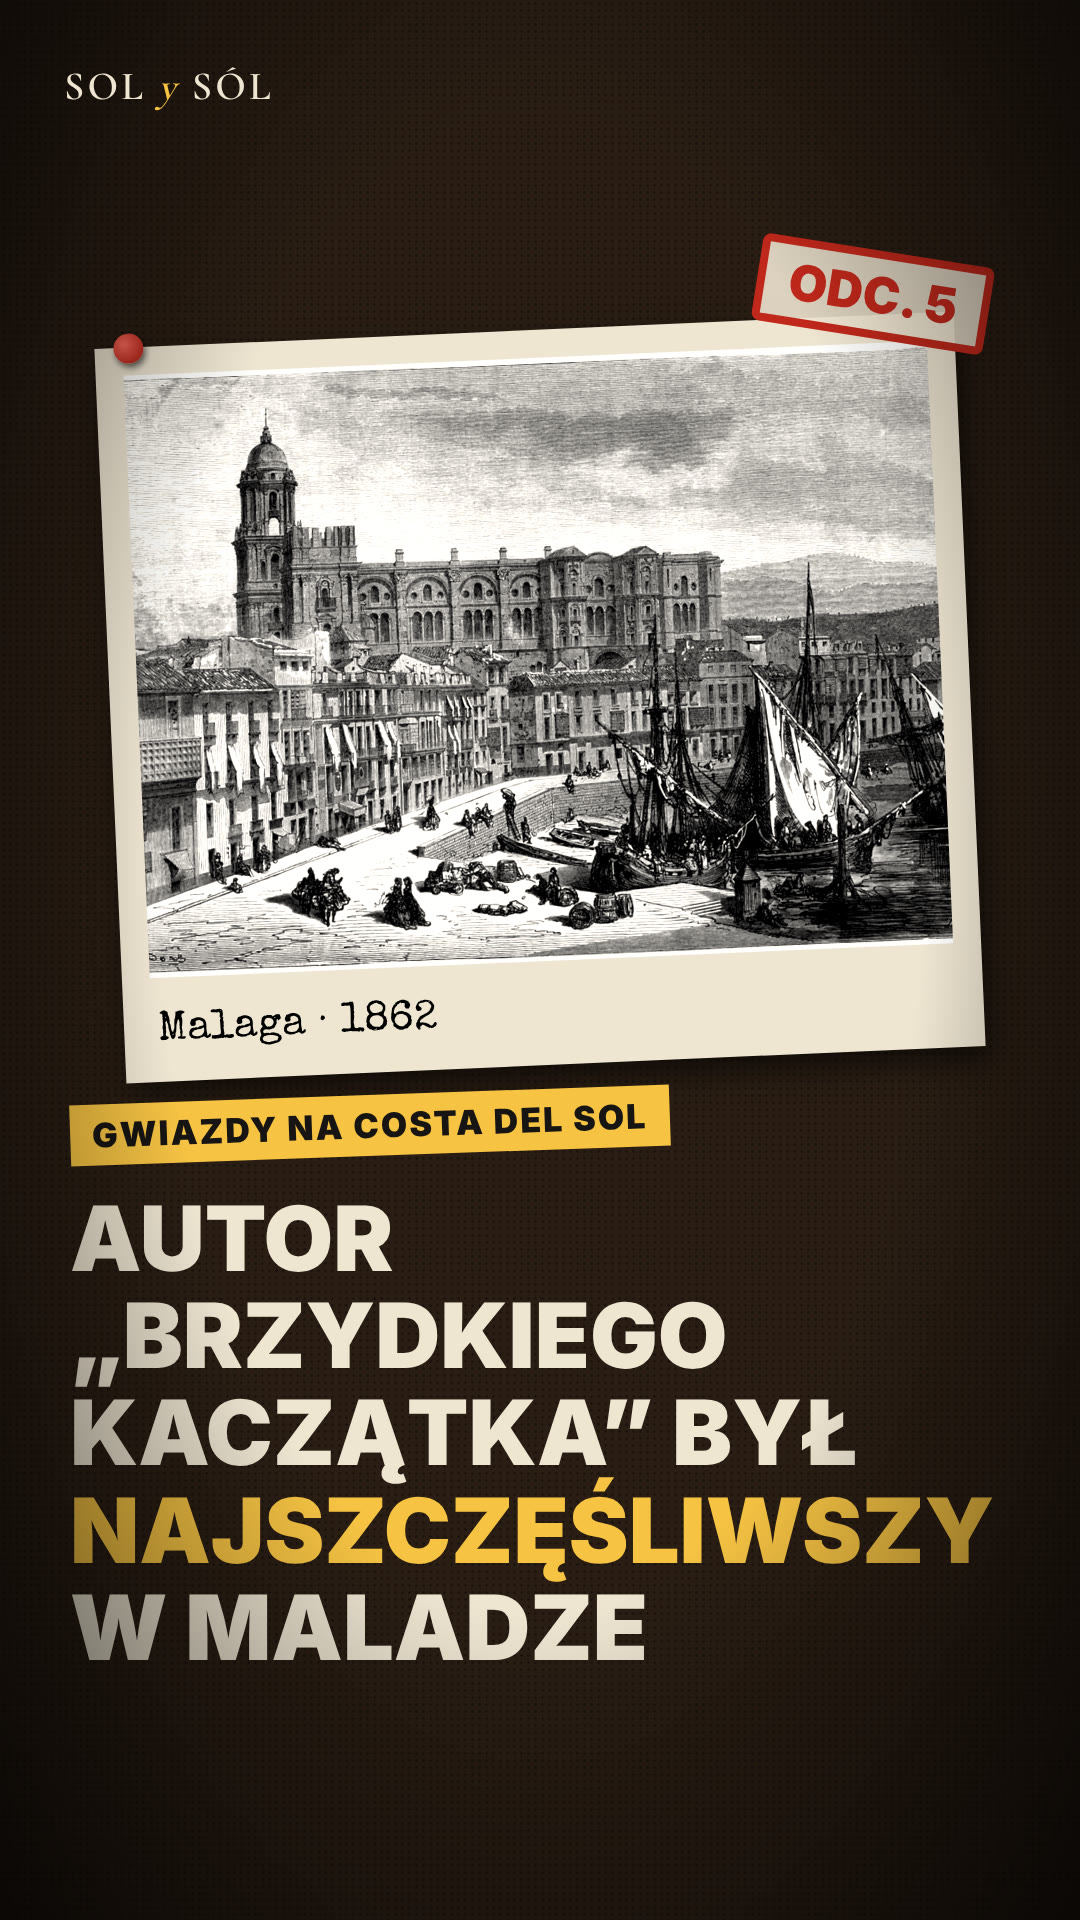 SOL y SÓL
ODC. 5
Malaga · 1862
GWIAZDY NA COSTA DEL SOL
AUTOR
„BRZYDKIEGO
KACZĄTKA” BYŁ
NAJSZCZĘŚLIWSZY
W MALADZE